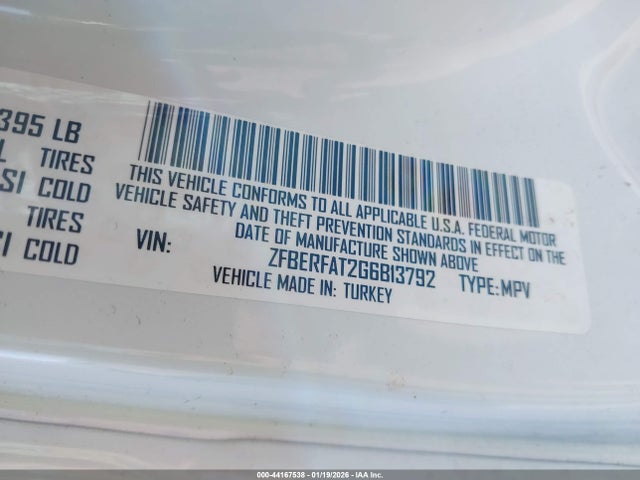 395 LB
TIRES
SI COLD
TIRES
COLD
THIS VEHICLE CONFORMS TO ALL APPLICABLE U.S.A. FEDERAL MOTOR
VEHICLE SAFETY AND THEFT PREVENTION STANDARDS IN EFFECT ON THE
DATE OF MANUFACTURE SHOWN ABOVE
VIN: ZFBERFAT2G6B13792 TYPE: MPV
VEHICLE MADE IN: TURKEY
000-44167538 - 01/19/2026 - IAA Inc.